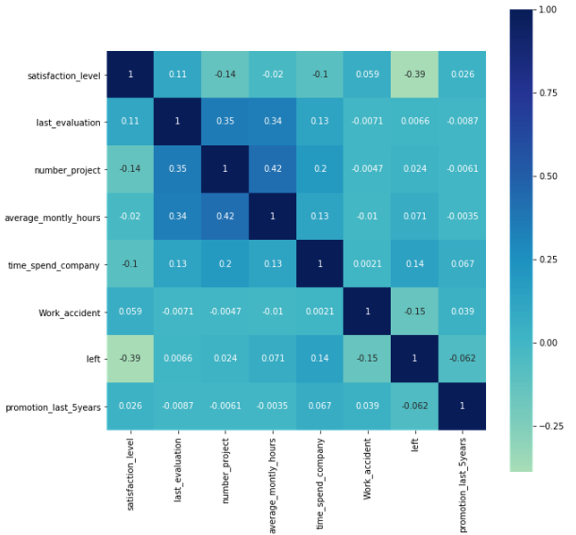 1.00
satisfaction_level 1 0.11 -0.14 -0.02 -0.1 0.059 -0.39 0.026
0.75
last_evaluation 0.11 1 0.35 0.34 0.13 -0.0071 0.0066 -0.0087
number_project -0.14 0.35 1 0.42 0.2 -0.0047 0.024 -0.0061
0.50
average_montly_hours -0.02 0.34 0.42 1 0.13 -0.01 0.071 -0.0035
time_spend_company -0.1 0.13 0.2 0.13 1 0.0021 0.14 0.067
0.25
Work_accident 0.059 -0.0071 -0.0047 -0.01 0.0021 1 -0.15 0.039
0.00
left -0.39 0.0066 0.024 0.071 0.14 -0.15 1 -0.062
promotion_last_5years 0.026 -0.0087 -0.0061 -0.0035 0.067 0.039 -0.062 1
−0.25
satisfaction_level
last_evaluation
number_project
average_montly_hours
time_spend_company
Work_accident
left
promotion_last_5years